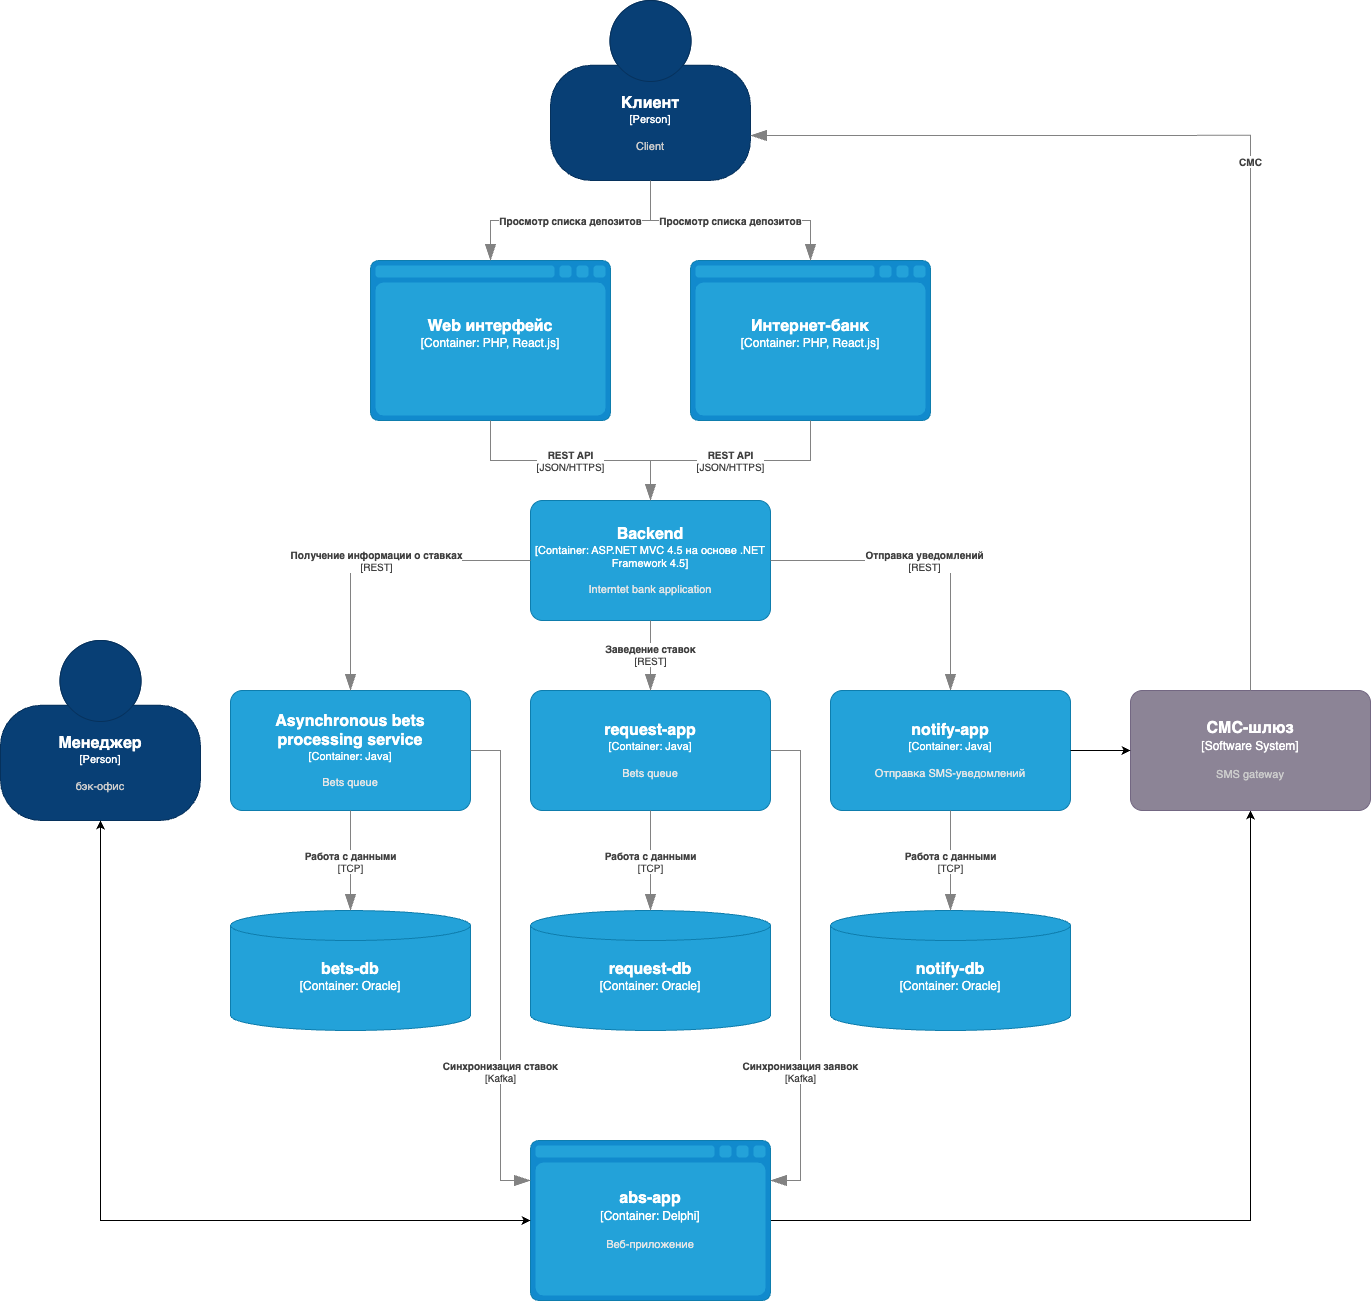 Клиент
[Person]
Client
СМС
Просмотр списка депозитов
Просмотр списка депозитов
Web интерфейс
[Container: PHP, React.js]
Интернет-банк
[Container: PHP, React.js]
REST API
[JSON/HTTPS]
REST API
[JSON/HTTPS]
Backend
[Container: ASP.NET MVC 4.5 на основе .NET
Framework 4.5]
Interntet bank application
Получение информации о ставках
[REST]
Отправка уведомлений
[REST]
Заведение ставок
[REST]
Менеджер
[Person]
бэк-офис
Asynchronous bets
processing service
[Container: Java]
Bets queue
request-app
[Container: Java]
Bets queue
notify-app
[Container: Java]
Отправка SMS-уведомлений
СМС-шлюз
[Software System]
SMS gateway
Работа с данными
[TCP]
Работа с данными
[TCP]
Работа с данными
[TCP]
bets-db
[Container: Oracle]
request-db
[Container: Oracle]
notify-db
[Container: Oracle]
Синхронизация ставок
[Kafka]
Синхронизация заявок
[Kafka]
abs-app
[Container: Delphi]
Веб-приложение